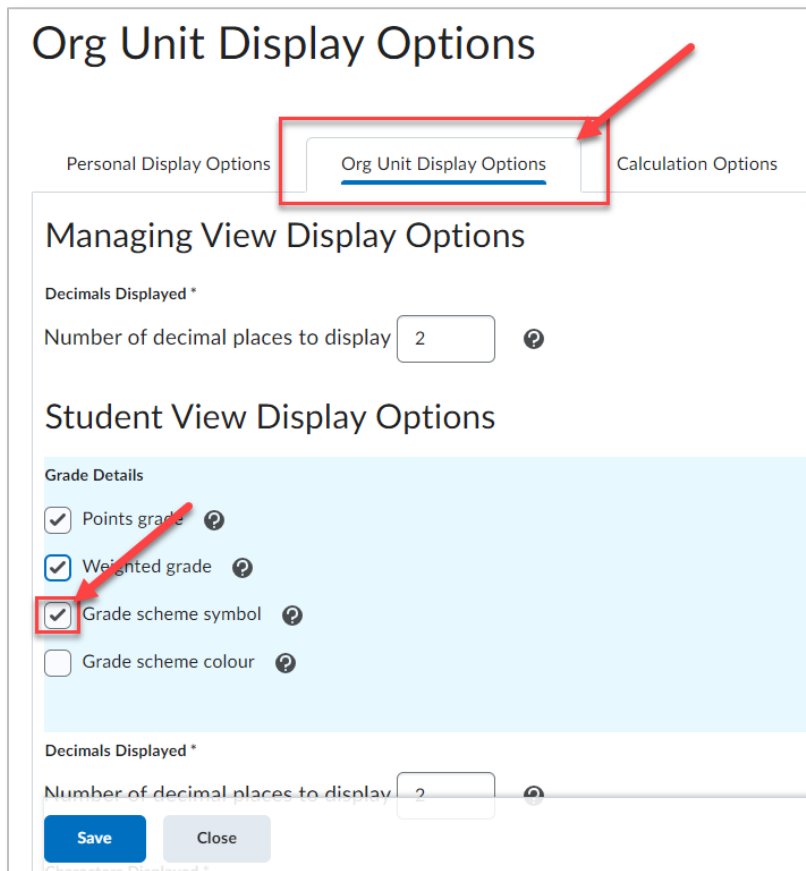 Org Unit Display Options
Personal Display Options Org Unit Display Options Calculation Options
Managing View Display Options
Decimals Displayed *
Number of decimal places to display 2
Student View Display Options
Grade Details
Points grade
Weighted grade
Grade scheme symbol
Grade scheme colour
Decimals Displayed *
Number of decimal places to display 2
Save Close
Characters Displayed *